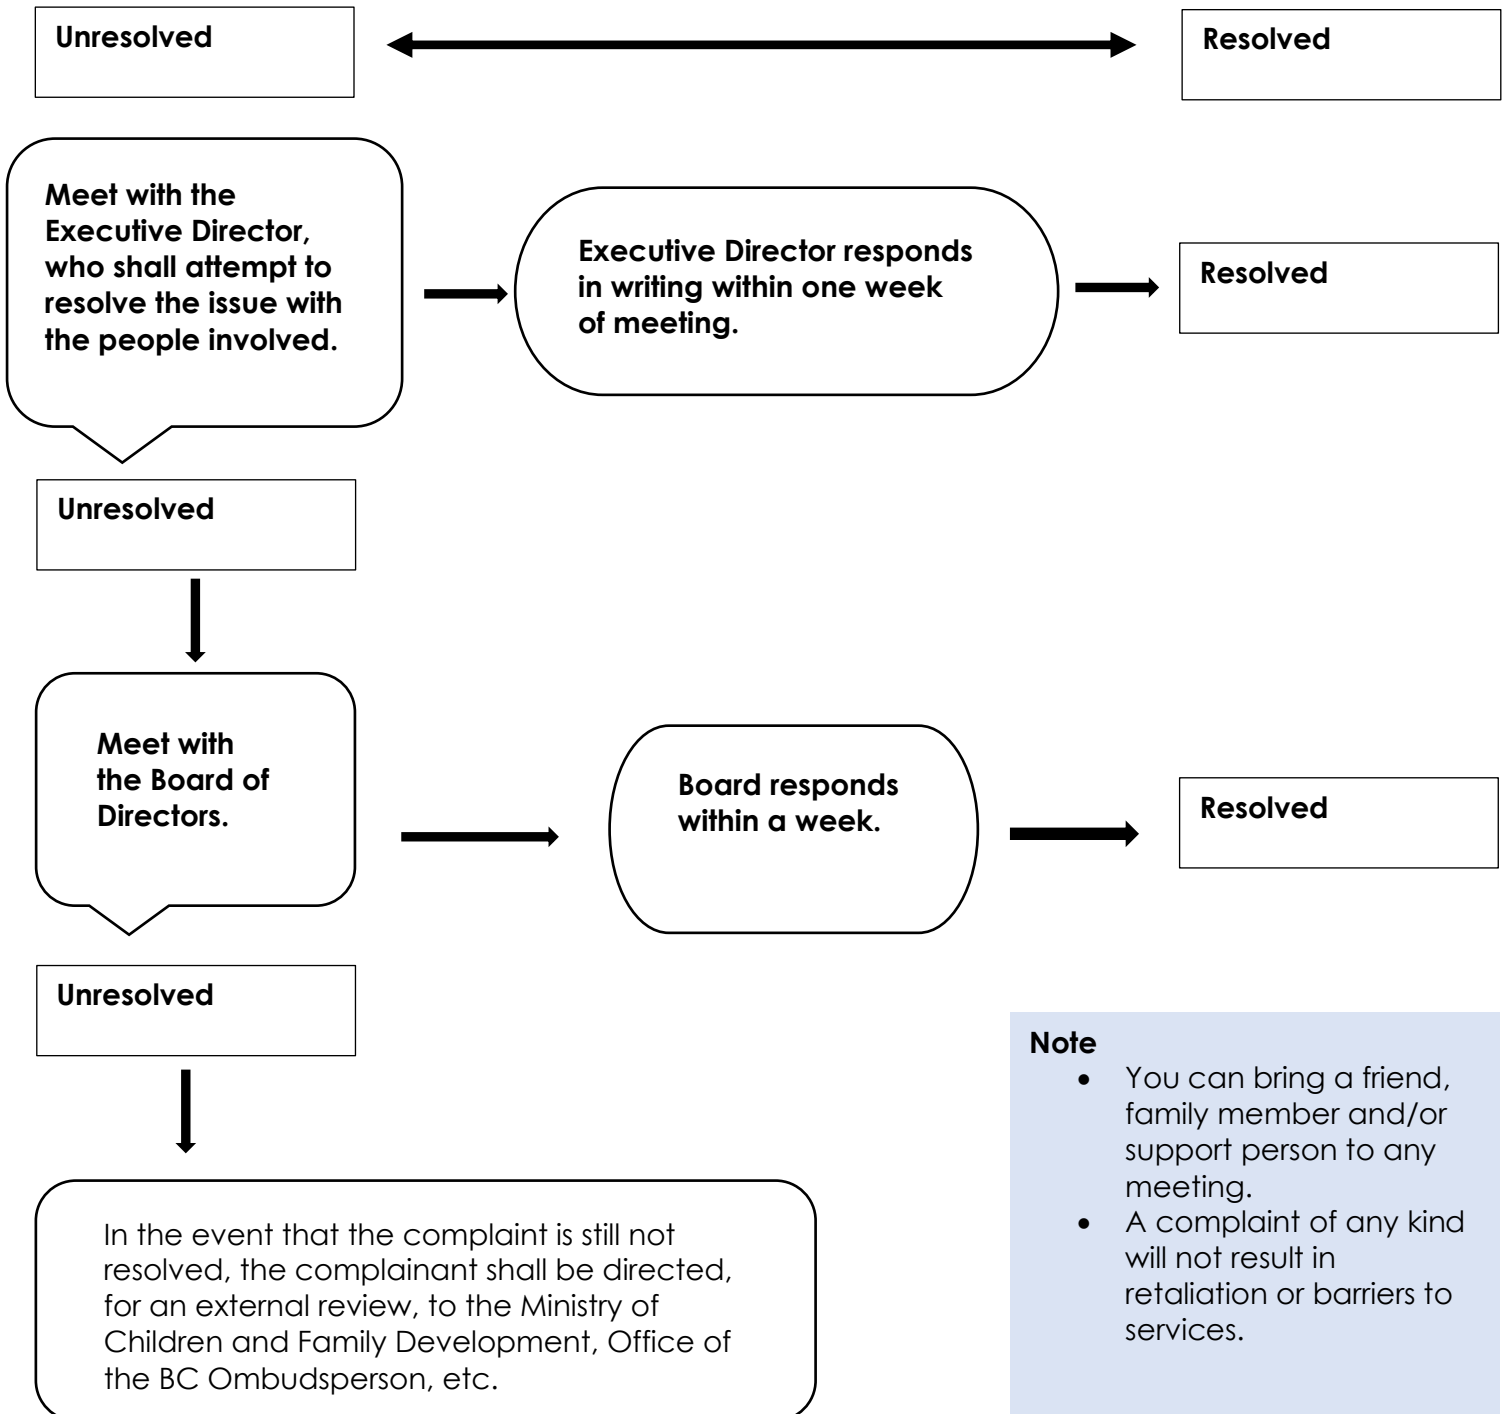 Unresolved
Resolved
Meet with the
Executive Director,
who shall attempt to
resolve the issue with
the people involved.
Executive Director responds
in writing within one week
of meeting.
Resolved
Unresolved
Meet with
the Board of
Directors.
Board responds
within a week.
Resolved
Unresolved
In the event that the complaint is still not
resolved, the complainant shall be directed,
for an external review, to the Ministry of
Children and Family Development, Office of
the BC Ombudsperson, etc.
Note
• You can bring a friend,
family member and/or
support person to any
meeting.
• A complaint of any kind
will not result in
retaliation or barriers to
services.